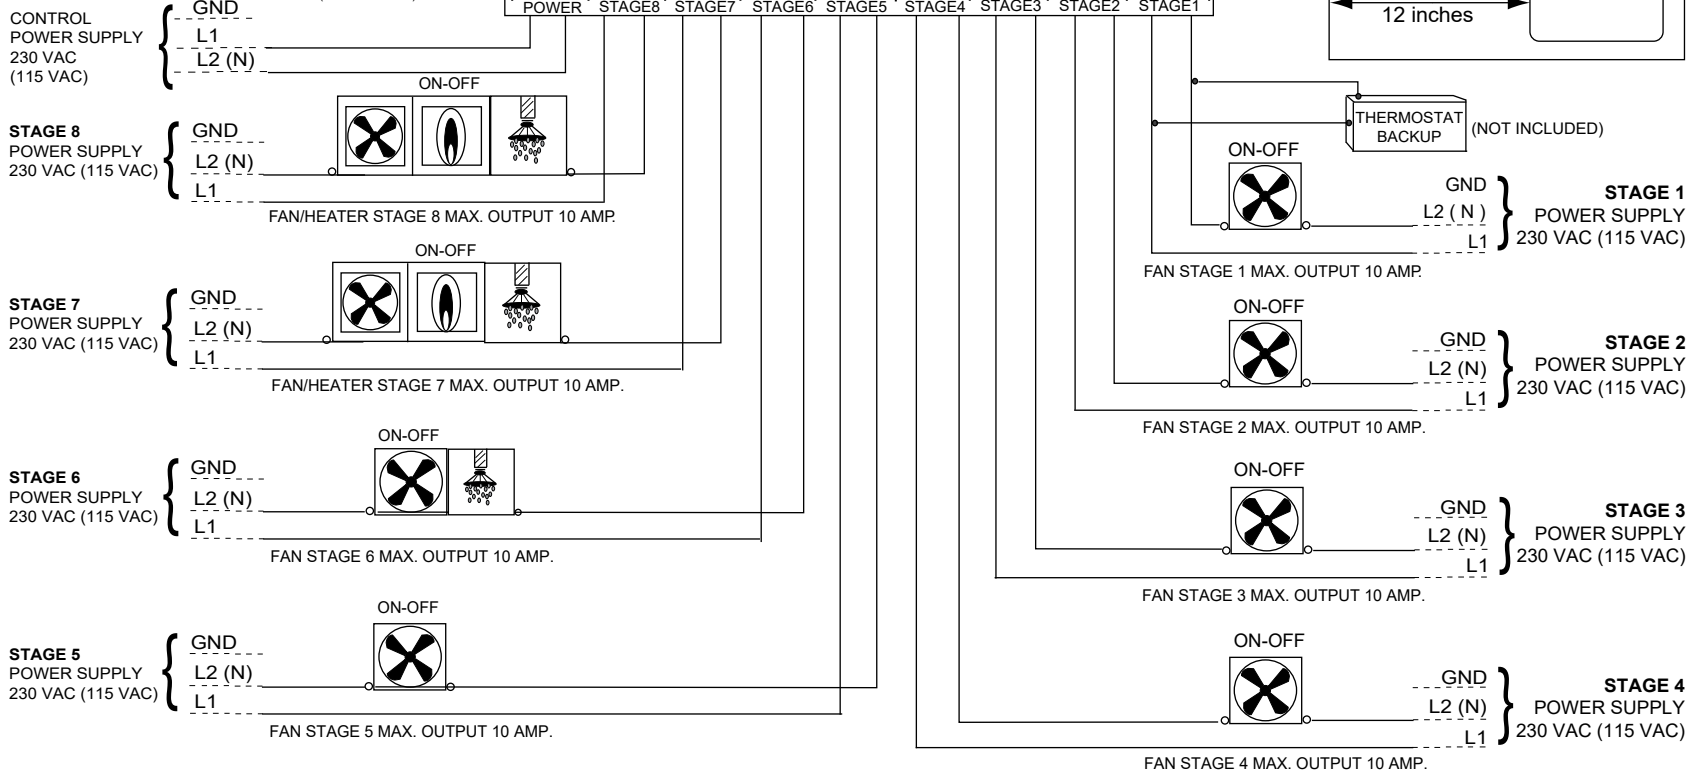 POWER STAGE8 STAGE7 STAGE6 STAGE5 STAGE4 STAGE3 STAGE2 STAGE1
12 inches
CONTROL
POWER SUPPLY
230 VAC
(115 VAC)
GND
L1
L2 (N)
ON-OFF
STAGE 8
POWER SUPPLY
230 VAC (115 VAC)
GND
L2 (N)
L1
FAN/HEATER STAGE 8 MAX. OUTPUT 10 AMP.
ON-OFF
STAGE 7
POWER SUPPLY
230 VAC (115 VAC)
GND
L2 (N)
L1
FAN/HEATER STAGE 7 MAX. OUTPUT 10 AMP.
ON-OFF
STAGE 6
POWER SUPPLY
230 VAC (115 VAC)
GND
L2 (N)
L1
FAN STAGE 6 MAX. OUTPUT 10 AMP.
ON-OFF
STAGE 5
POWER SUPPLY
230 VAC (115 VAC)
GND
L2 (N)
L1
FAN STAGE 5 MAX. OUTPUT 10 AMP.
THERMOSTAT
BACKUP
(NOT INCLUDED)
ON-OFF
GND
L2 ( N )
L1
STAGE 1
POWER SUPPLY
230 VAC (115 VAC)
FAN STAGE 1 MAX. OUTPUT 10 AMP.
ON-OFF
GND
L2 (N)
L1
STAGE 2
POWER SUPPLY
230 VAC (115 VAC)
FAN STAGE 2 MAX. OUTPUT 10 AMP.
ON-OFF
GND
L2 (N)
L1
STAGE 3
POWER SUPPLY
230 VAC (115 VAC)
FAN STAGE 3 MAX. OUTPUT 10 AMP.
ON-OFF
GND
L2 (N)
L1
STAGE 4
POWER SUPPLY
230 VAC (115 VAC)
FAN STAGE 4 MAX. OUTPUT 10 AMP.